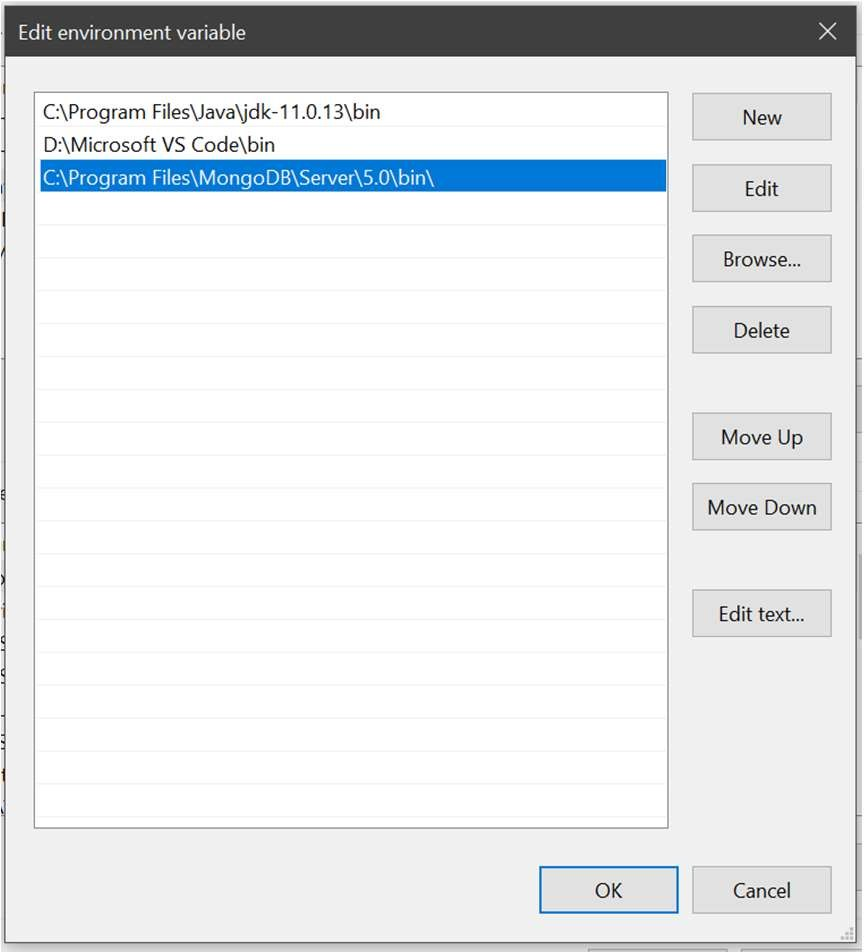 Edit environment variable
C:\Program Files\Java\jdk-11.0.13\bin
D:\Microsoft VS Code\bin
C:\Program Files\MongoDB\Server\5.0\bin\
New
Edit
Browse...
Delete
Move Up
Move Down
Edit text...
OK
Cancel